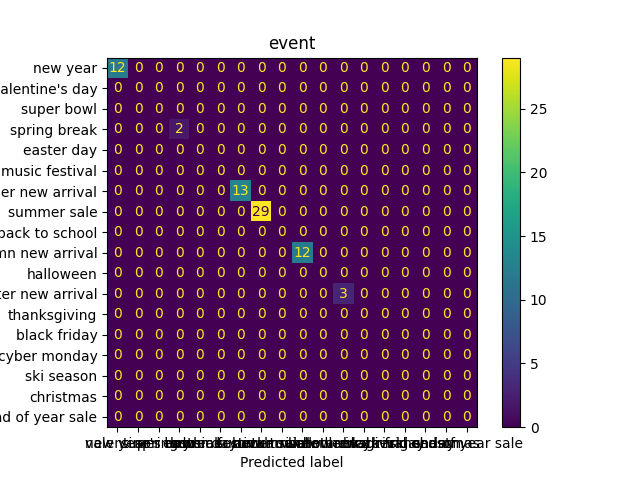 event
new year 12 0 0 0 0 0 0 0 0 0 0 0 0 0 0 0 0 0
alentine's day 0 0 0 0 0 0 0 0 0 0 0 0 0 0 0 0 0 0
super bowl 0 0 0 0 0 0 0 0 0 0 0 0 0 0 0 0 0 0
spring break 0 0 0 2 0 0 0 0 0 0 0 0 0 0 0 0 0 0
easter day 0 0 0 0 0 0 0 0 0 0 0 0 0 0 0 0 0 0
music festival 0 0 0 0 0 0 0 0 0 0 0 0 0 0 0 0 0 0
er new arrival 0 0 0 0 0 0 13 0 0 0 0 0 0 0 0 0 0 0
summer sale 0 0 0 0 0 0 0 29 0 0 0 0 0 0 0 0 0 0
back to school 0 0 0 0 0 0 0 0 0 0 0 0 0 0 0 0 0 0
mn new arrival 0 0 0 0 0 0 0 0 0 12 0 0 0 0 0 0 0 0
halloween 0 0 0 0 0 0 0 0 0 0 0 0 0 0 0 0 0 0
ter new arrival 0 0 0 0 0 0 0 0 0 0 0 3 0 0 0 0 0 0
thanksgiving 0 0 0 0 0 0 0 0 0 0 0 0 0 0 0 0 0 0
black friday 0 0 0 0 0 0 0 0 0 0 0 0 0 0 0 0 0 0
cyber monday 0 0 0 0 0 0 0 0 0 0 0 0 0 0 0 0 0 0
ski season 0 0 0 0 0 0 0 0 0 0 0 0 0 0 0 0 0 0
christmas 0 0 0 0 0 0 0 0 0 0 0 0 0 0 0 0 0 0
nd of year sale 0 0 0 0 0 0 0 0 0 0 0 0 0 0 0 0 0 0
year sale
Predicted label
25
20
15
10
5
0